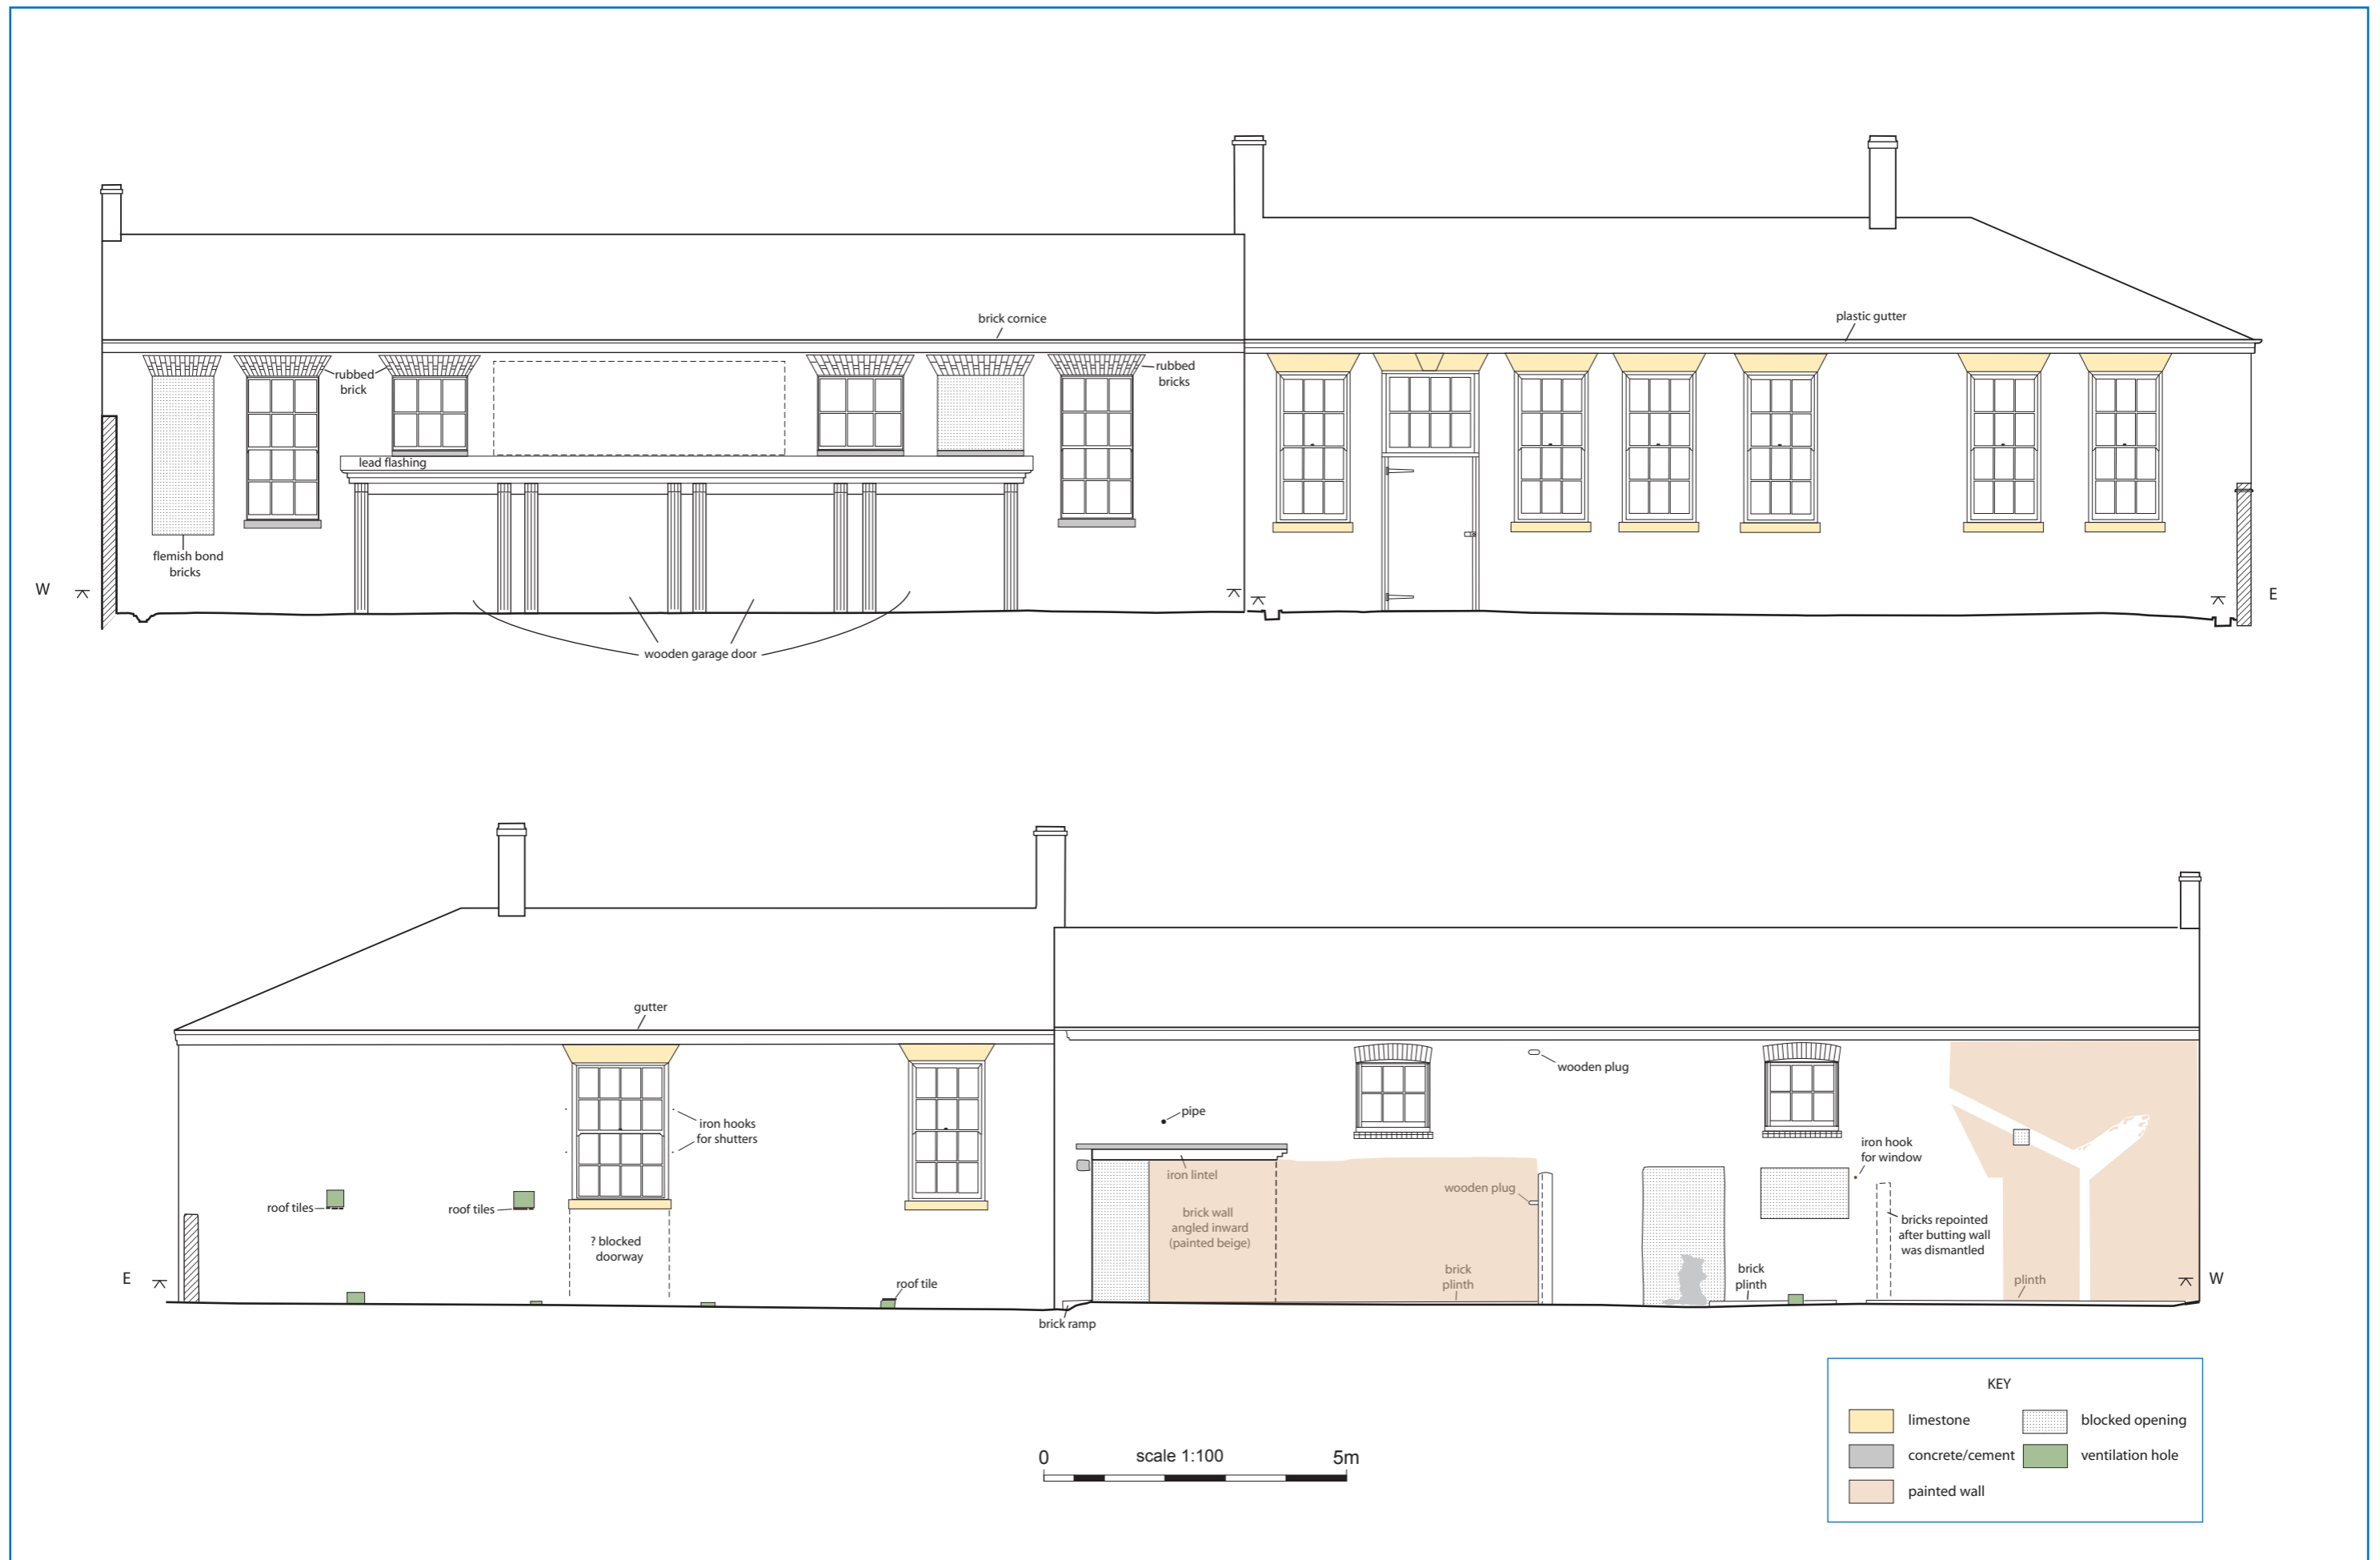 brick cornice
plastic gutter
rubbed
brick
rubbed
bricks
lead flashing
flemish bond
bricks
W
E
wooden garage door
gutter
iron hooks
for shutters
roof tiles
roof tiles
? blocked
doorway
roof tile
E
brick ramp
pipe
iron lintel
brick wall
angled inward
(painted beige)
wooden plug
wooden plug
brick
plinth
brick
plinth
iron hook
for window
bricks repointed
after butting wall
was dismantled
plinth
W
0
scale 1:100
5m
KEY
limestone
blocked opening
concrete/cement
ventilation hole
painted wall